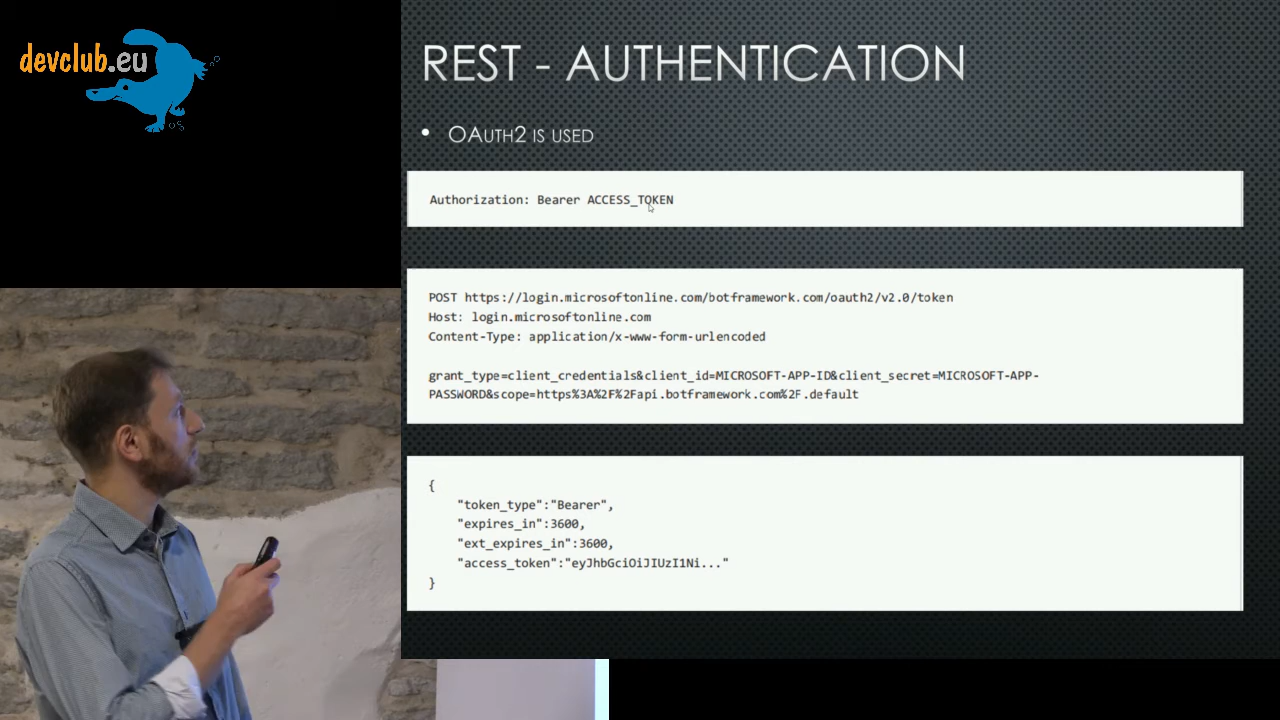 devclub.eu
REST - AUTHENTICATION
• OAUTH2 IS USED
Authorization: Bearer ACCESS_TOKEN
POST https://login.microsoftonline.com/botframework.com/oauth2/v2.0/token
Host: login.microsoftonline.com
Content-Type: application/x-www-form-urlencoded
grant_type=client_credentials&client_id=MICROSOFT-APP-ID&client_secret=MICROSOFT-APP-
PASSWORD&scope=https%3A%2F%2Fapi.botframework.com%2F.default
{
"token_type":"Bearer",
"expires_in":3600,
"ext_expires_in":3600,
"access_token":"eyJhbGciOiJIUzI1Ni..."
}